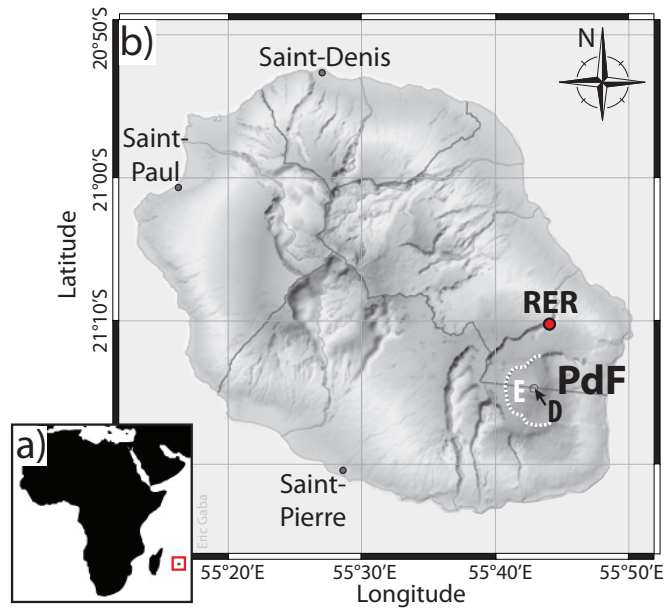 b)
N
20°50'S
Saint-Denis
Saint-
Paul
21°00'S
Latitude
RER
21°10'S
PdF
E
D
a)
Saint-
Pierre
Eric Gaba
55°20'E
55°30'E
55°40'E
55°50'E
Longitude